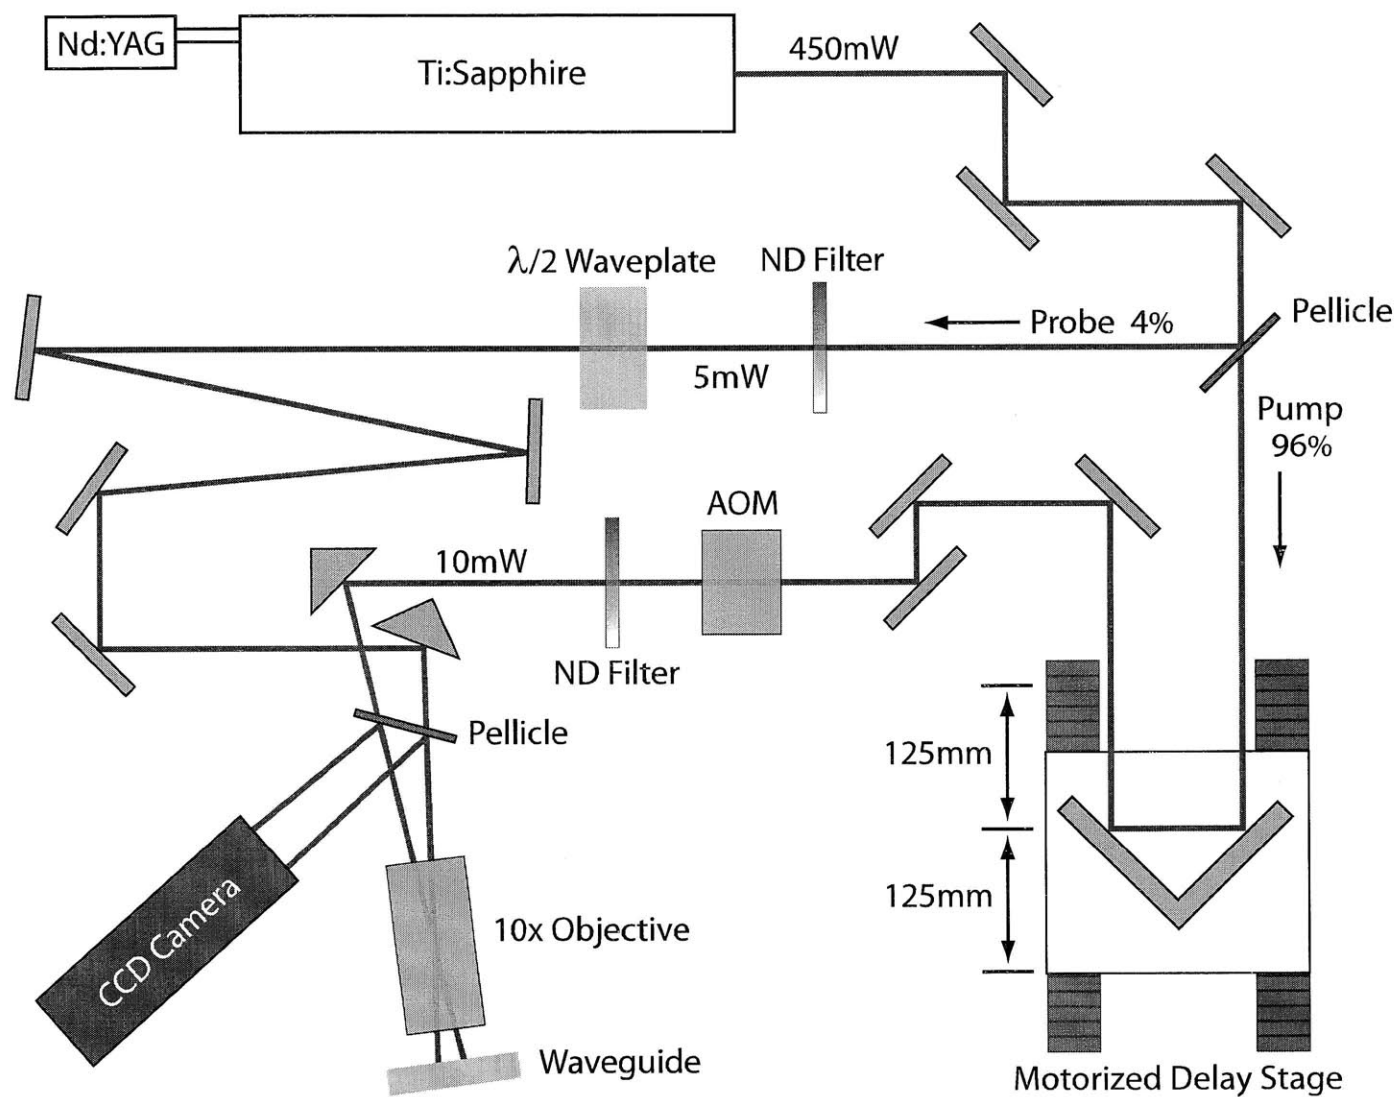 Nd:YAG
Ti:Sapphire
450mW
λ/2 Waveplate
ND Filter
Probe 4%
Pellicle
5mW
Pump
96%
AOM
10mW
ND Filter
Pellicle
125mm
125mm
CCD Camera
10x Objective
Waveguide
Motorized Delay Stage